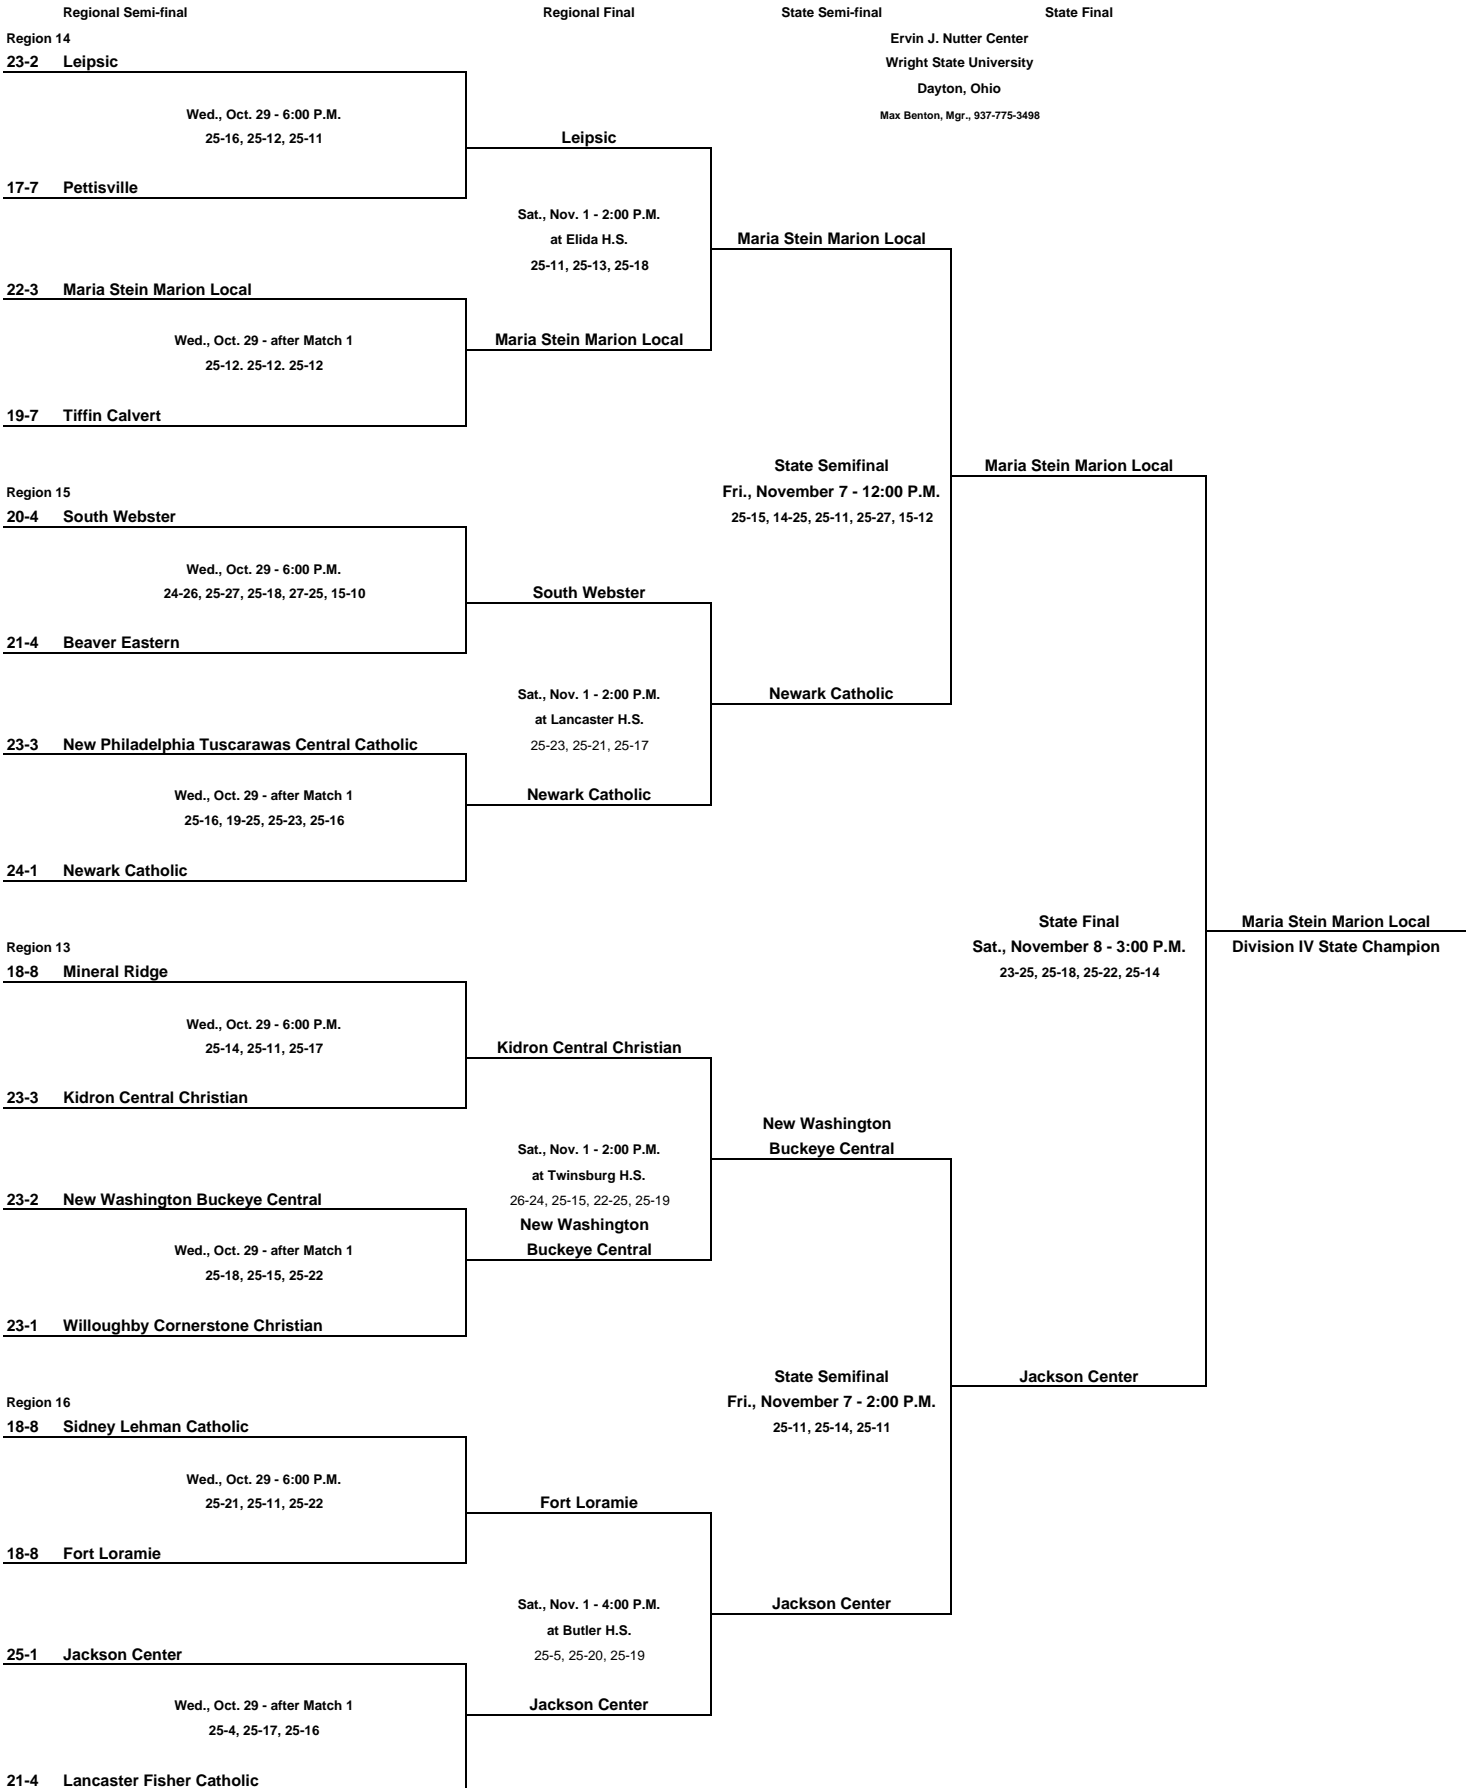 Regional Semi-final Regional Final State Semi-final State Final
Region 14 Ervin J. Nutter Center
23-2 Leipsic Wright State University
Dayton, Ohio
Wed., Oct. 29 - 6:00 P.M. Max Benton, Mgr., 937-775-3498
25-16, 25-12, 25-11 Leipsic
17-7 Pettisville
Sat., Nov. 1 - 2:00 P.M.
at Elida H.S. Maria Stein Marion Local
25-11, 25-13, 25-18
22-3 Maria Stein Marion Local
Wed., Oct. 29 - after Match 1 Maria Stein Marion Local
25-12. 25-12. 25-12
19-7 Tiffin Calvert
State Semifinal Maria Stein Marion Local
Region 15 Fri., November 7 - 12:00 P.M.
20-4 South Webster 25-15, 14-25, 25-11, 25-27, 15-12
Wed., Oct. 29 - 6:00 P.M.
24-26, 25-27, 25-18, 27-25, 15-10 South Webster
21-4 Beaver Eastern
Sat., Nov. 1 - 2:00 P.M. Newark Catholic
at Lancaster H.S.
23-3 New Philadelphia Tuscarawas Central Catholic 25-23, 25-21, 25-17
Wed., Oct. 29 - after Match 1 Newark Catholic
25-16, 19-25, 25-23, 25-16
24-1 Newark Catholic
State Final Maria Stein Marion Local
Region 13 Sat., November 8 - 3:00 P.M. Division IV State Champion
18-8 Mineral Ridge 23-25, 25-18, 25-22, 25-14
Wed., Oct. 29 - 6:00 P.M.
25-14, 25-11, 25-17 Kidron Central Christian
23-3 Kidron Central Christian
New Washington
Sat., Nov. 1 - 2:00 P.M. Buckeye Central
at Twinsburg H.S.
23-2 New Washington Buckeye Central 26-24, 25-15, 22-25, 25-19
New Washington
Wed., Oct. 29 - after Match 1 Buckeye Central
25-18, 25-15, 25-22
23-1 Willoughby Cornerstone Christian
State Semifinal Jackson Center
Region 16 Fri., November 7 - 2:00 P.M.
18-8 Sidney Lehman Catholic 25-11, 25-14, 25-11
Wed., Oct. 29 - 6:00 P.M.
25-21, 25-11, 25-22 Fort Loramie
18-8 Fort Loramie
Sat., Nov. 1 - 4:00 P.M. Jackson Center
at Butler H.S.
25-1 Jackson Center 25-5, 25-20, 25-19
Wed., Oct. 29 - after Match 1 Jackson Center
25-4, 25-17, 25-16
21-4 Lancaster Fisher Catholic